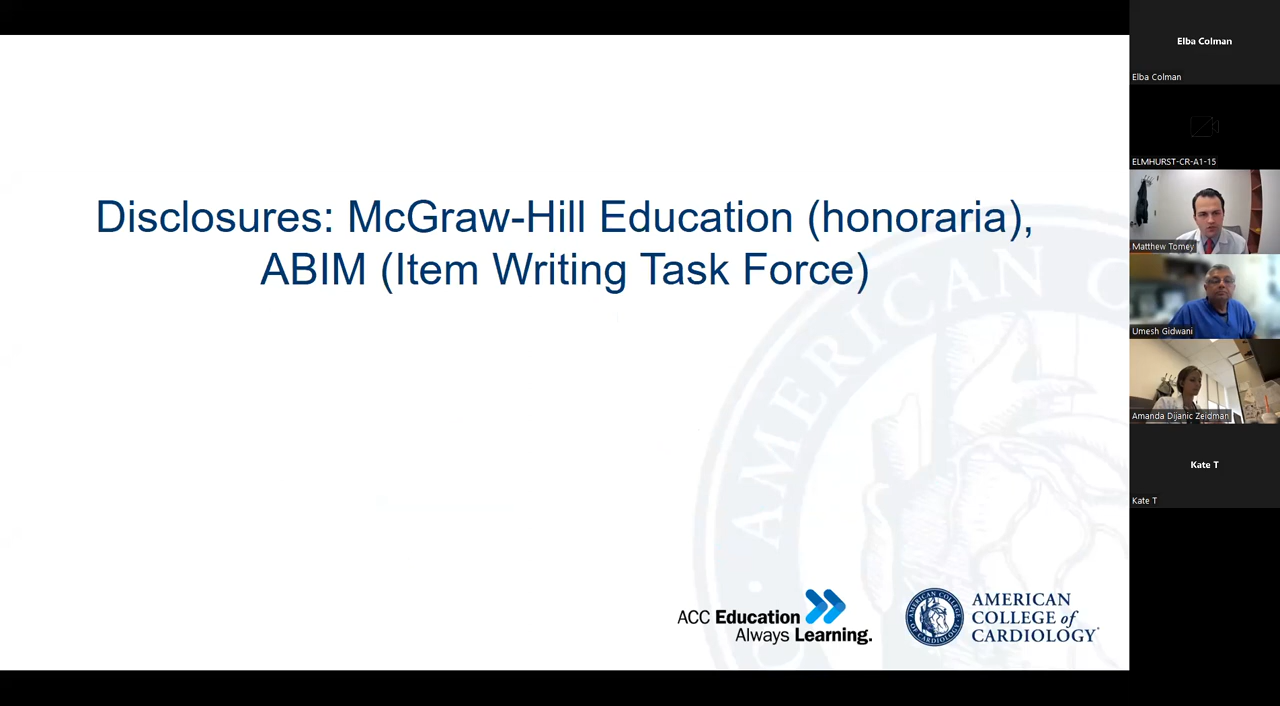 Disclosures: McGraw-Hill Education (honoraria),
ABIM (Item Writing Task Force)
AMERICAN C
ACC Education
Always Learning.
AMERICAN
COLLEGE of
CARDIOLOGY
Elba Colman
Elba Colman
ELMHURST-CR-A1-15
Matthew Tomey
Umesh Gidwani
Amanda Dijanic Zeidman
Kate T
Kate T